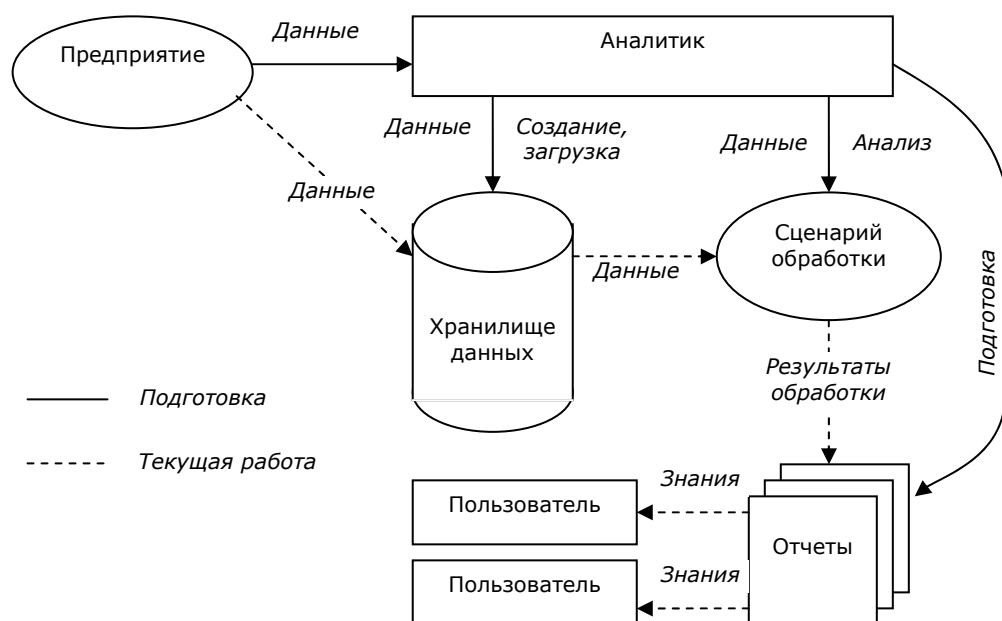 Данные
Предприятие
Аналитик
Данные
Создание,
загрузка
Данные
Анализ
Данные
Сценарий
обработки
Данные
Подготовка
Хранилище
данных
Результаты
обработки
Подготовка
Текущая работа
Знания
Пользователь
Отчеты
Знания
Пользователь